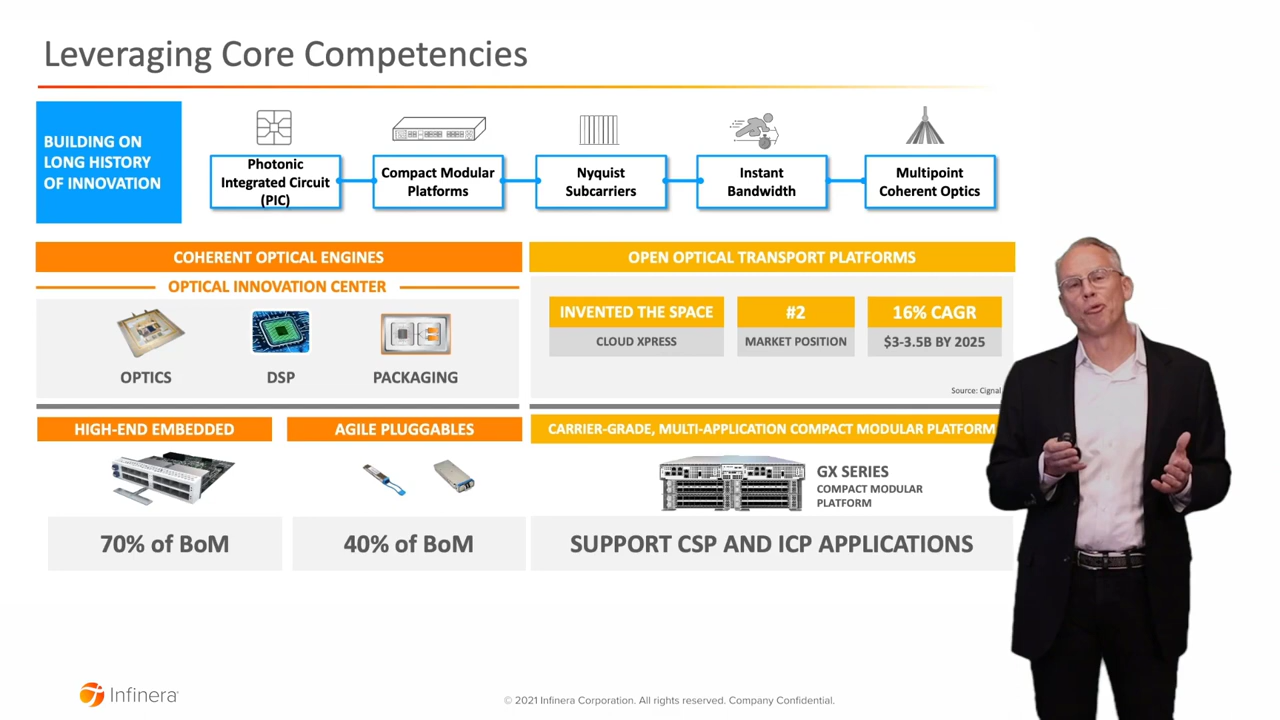 Leveraging Core Competencies
BUILDING ON
LONG HISTORY
OF INNOVATION
Photonic
Integrated Circuit
(PIC)
Compact Modular
Platforms
Nyquist
Subcarriers
Instant
Bandwidth
Multipoint
Coherent Optics
COHERENT OPTICAL ENGINES
OPTICAL INNOVATION CENTER
OPTICS
DSP
PACKAGING
OPEN OPTICAL TRANSPORT PLATFORMS
INVENTED THE SPACE
CLOUD XPRESS
#2
MARKET POSITION
16% CAGR
$3-3.5B BY 2025
Source: Cignal
HIGH-END EMBEDDED
70% of BoM
AGILE PLUGGABLES
40% of BoM
CARRIER-GRADE, MULTI-APPLICATION COMPACT MODULAR PLATFORM
GX SERIES
COMPACT MODULAR
PLATFORM
SUPPORT CSP AND ICP APPLICATIONS
Infinera
© 2021 Infinera Corporation. All rights reserved. Company Confidential.